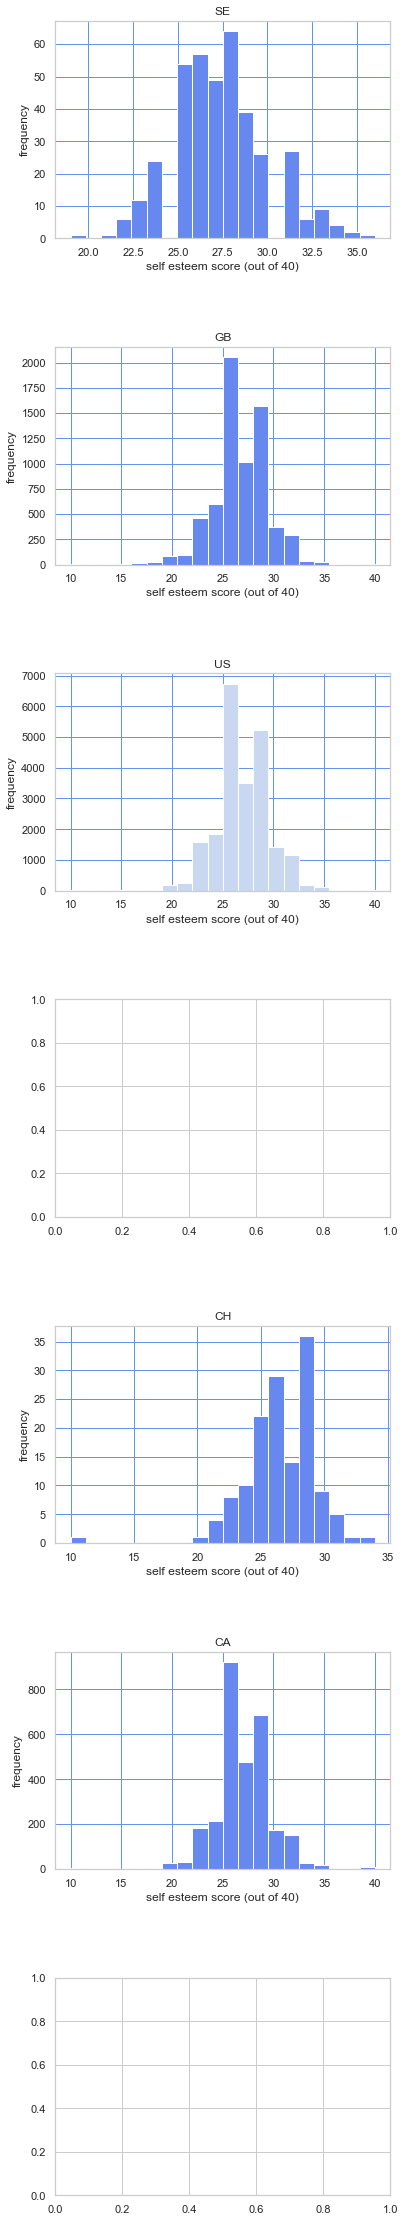 SE
60
50
40
30
20
10
0
frequency
20.0 22.5 25.0 27.5 30.0 32.5 35.0
self esteem score (out of 40)
GB
2000
1750
1500
1250
1000
750
500
250
0
frequency
10 15 20 25 30 35 40
self esteem score (out of 40)
US
7000
6000
5000
4000
3000
2000
1000
0
frequency
10 15 20 25 30 35 40
self esteem score (out of 40)
1.0
0.8
0.6
0.4
0.2
0.0
0.0 0.2 0.4 0.6 0.8 1.0
CH
35
30
25
20
15
10
5
0
frequency
10 15 20 25 30 35
self esteem score (out of 40)
CA
800
600
400
200
0
frequency
10 15 20 25 30 35 40
self esteem score (out of 40)
1.0
0.8
0.6
0.4
0.2
0.0
0.0 0.2 0.4 0.6 0.8 1.0